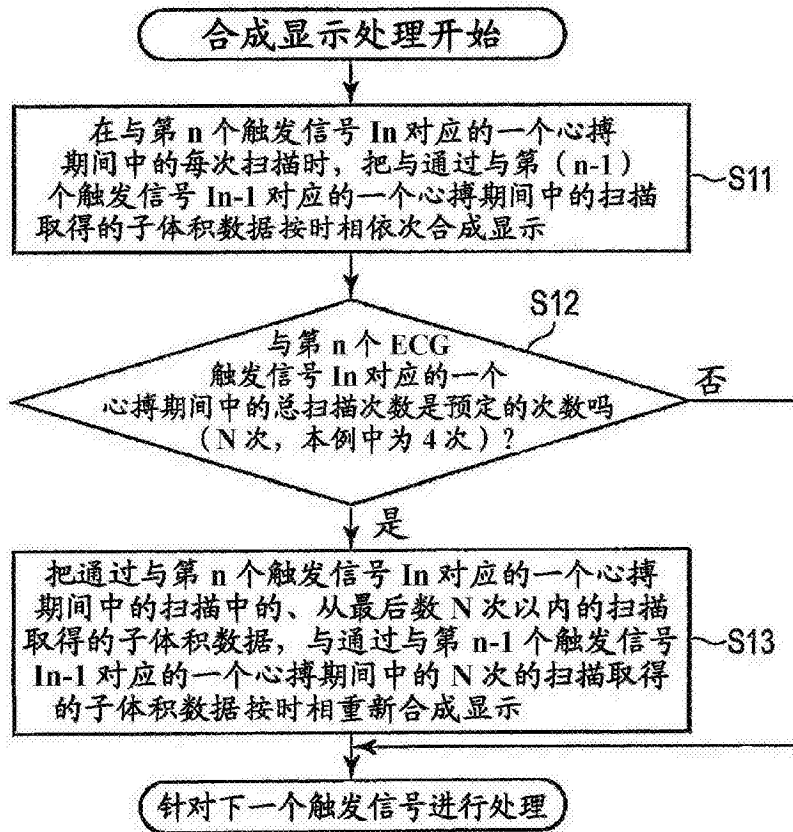 合成显示处理开始
在与第 n 个触发信号 In 对应的一个心搏
期间中的每次扫描时，把与通过与第（n-1）
个触发信号 In-1 对应的一个心搏期间中的扫描
取得的子体积数据按时相依次合成显示
S11
S12
与第 n 个 ECG
触发信号 In 对应的一个
心搏期间中的总扫描次数是预定的次数吗
（N 次，本例中为 4 次）？
否
是
把通过与第 n 个触发信号 In 对应的一个心搏
期间中的扫描中的、从最后数 N 次以内的扫描
取得的子体积数据，与通过与第 n-1 个触发信号
In-1 对应的一个心搏期间中的 N 次的扫描取得
的子体积数据按时相重新合成显示
S13
针对下一个触发信号进行处理